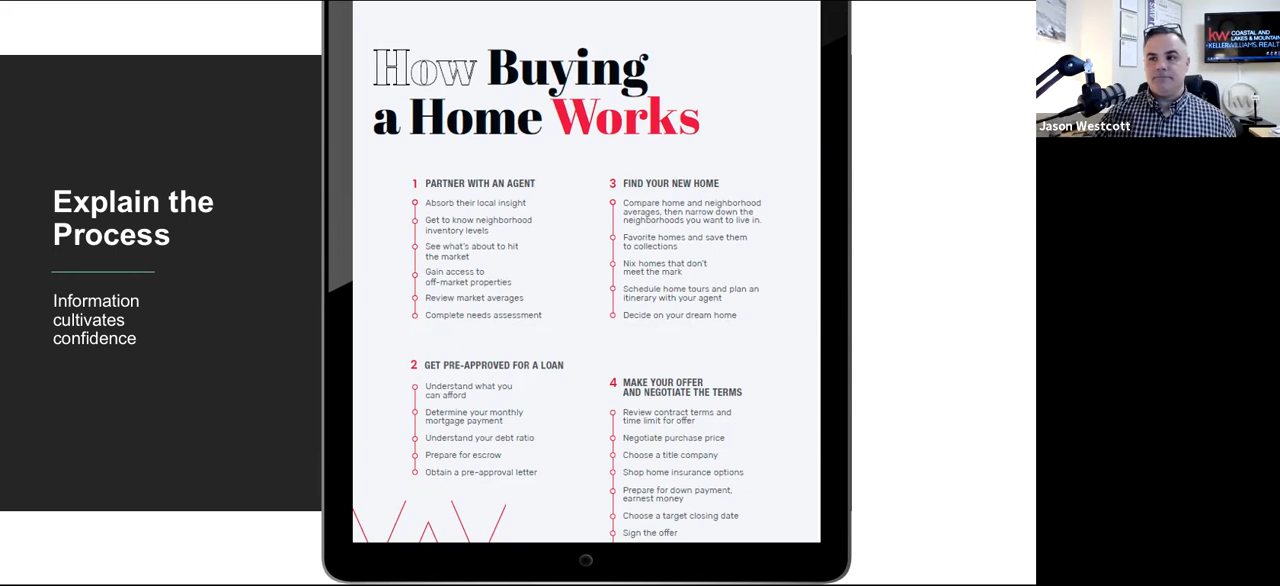 Explain the
Process
Information
cultivates
confidence
How Buying
a Home Works
1 PARTNER WITH AN AGENT
Absorb their local insight
Get to know neighborhood
inventory levels
See what's about to hit
the market
Gain access to
off-market properties
Review market averages
Complete needs assessment
2 GET PRE-APPROVED FOR A LOAN
Understand what you
can afford
Determine your monthly
mortgage payment
Understand your debt ratio
Prepare for escrow
Obtain a pre-approval letter
3 FIND YOUR NEW HOME
Compare home and neighborhood
averages, then narrow down the
neighborhoods you want to live in.
Favorite homes and save them
to collections
Nix homes that don't
meet the mark
Schedule home tours and plan an
itinerary with your agent
Decide on your dream home
4 MAKE YOUR OFFER
AND NEGOTIATE THE TERMS
Review contract terms and
time limit for offer
Negotiate purchase price
Choose a title company
Shop home insurance options
Prepare for down payment,
earnest money
Choose a target closing date
Sign the offer
kw COASTAL AND
LAKES & MOUNTAI
KELLERWILLIAMS. REALT
kw
Jason Westcott